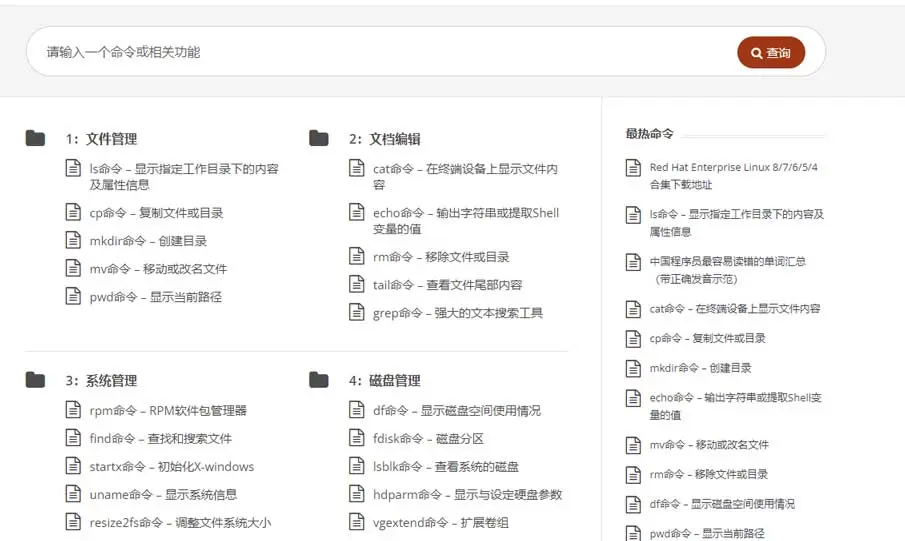 请输入一个命令或相关功能
查询
1：文件管理
ls命令 – 显示指定工作目录下的内容
及属性信息
cp命令 – 复制文件或目录
mkdir命令 – 创建目录
mv命令 – 移动或改名文件
pwd命令 – 显示当前路径
2：文档编辑
cat命令 – 在终端设备上显示文件内
容
echo命令 – 输出字符串或提取Shell
变量的值
rm命令 – 移除文件或目录
tail命令 – 查看文件尾部内容
grep命令 – 强大的文本搜索工具
3：系统管理
rpm命令 – RPM软件包管理器
find命令 – 查找和搜索文件
startx命令 – 初始化X-windows
uname命令 – 显示系统信息
resize2fs命令 – 调整文件系统大小
4：磁盘管理
df命令 – 显示磁盘空间使用情况
fdisk命令 – 磁盘分区
lsblk命令 – 查看系统的磁盘
hdparm命令 – 显示与设定硬盘参数
vgextend命令 – 扩展卷组
最热命令
Red Hat Enterprise Linux 8/7/6/5/4
合集下载地址
ls命令 – 显示指定工作目录下的内容及
属性信息
中国程序员最容易读错的单词汇总
（带正确发音示范）
cat命令 – 在终端设备上显示文件内容
cp命令 – 复制文件或目录
mkdir命令 – 创建目录
echo命令 – 输出字符串或提取Shell变
量的值
mv命令 – 移动或改名文件
rm命令 – 移除文件或目录
df命令 – 显示磁盘空间使用情况
pwd命令 – 显示当前路径